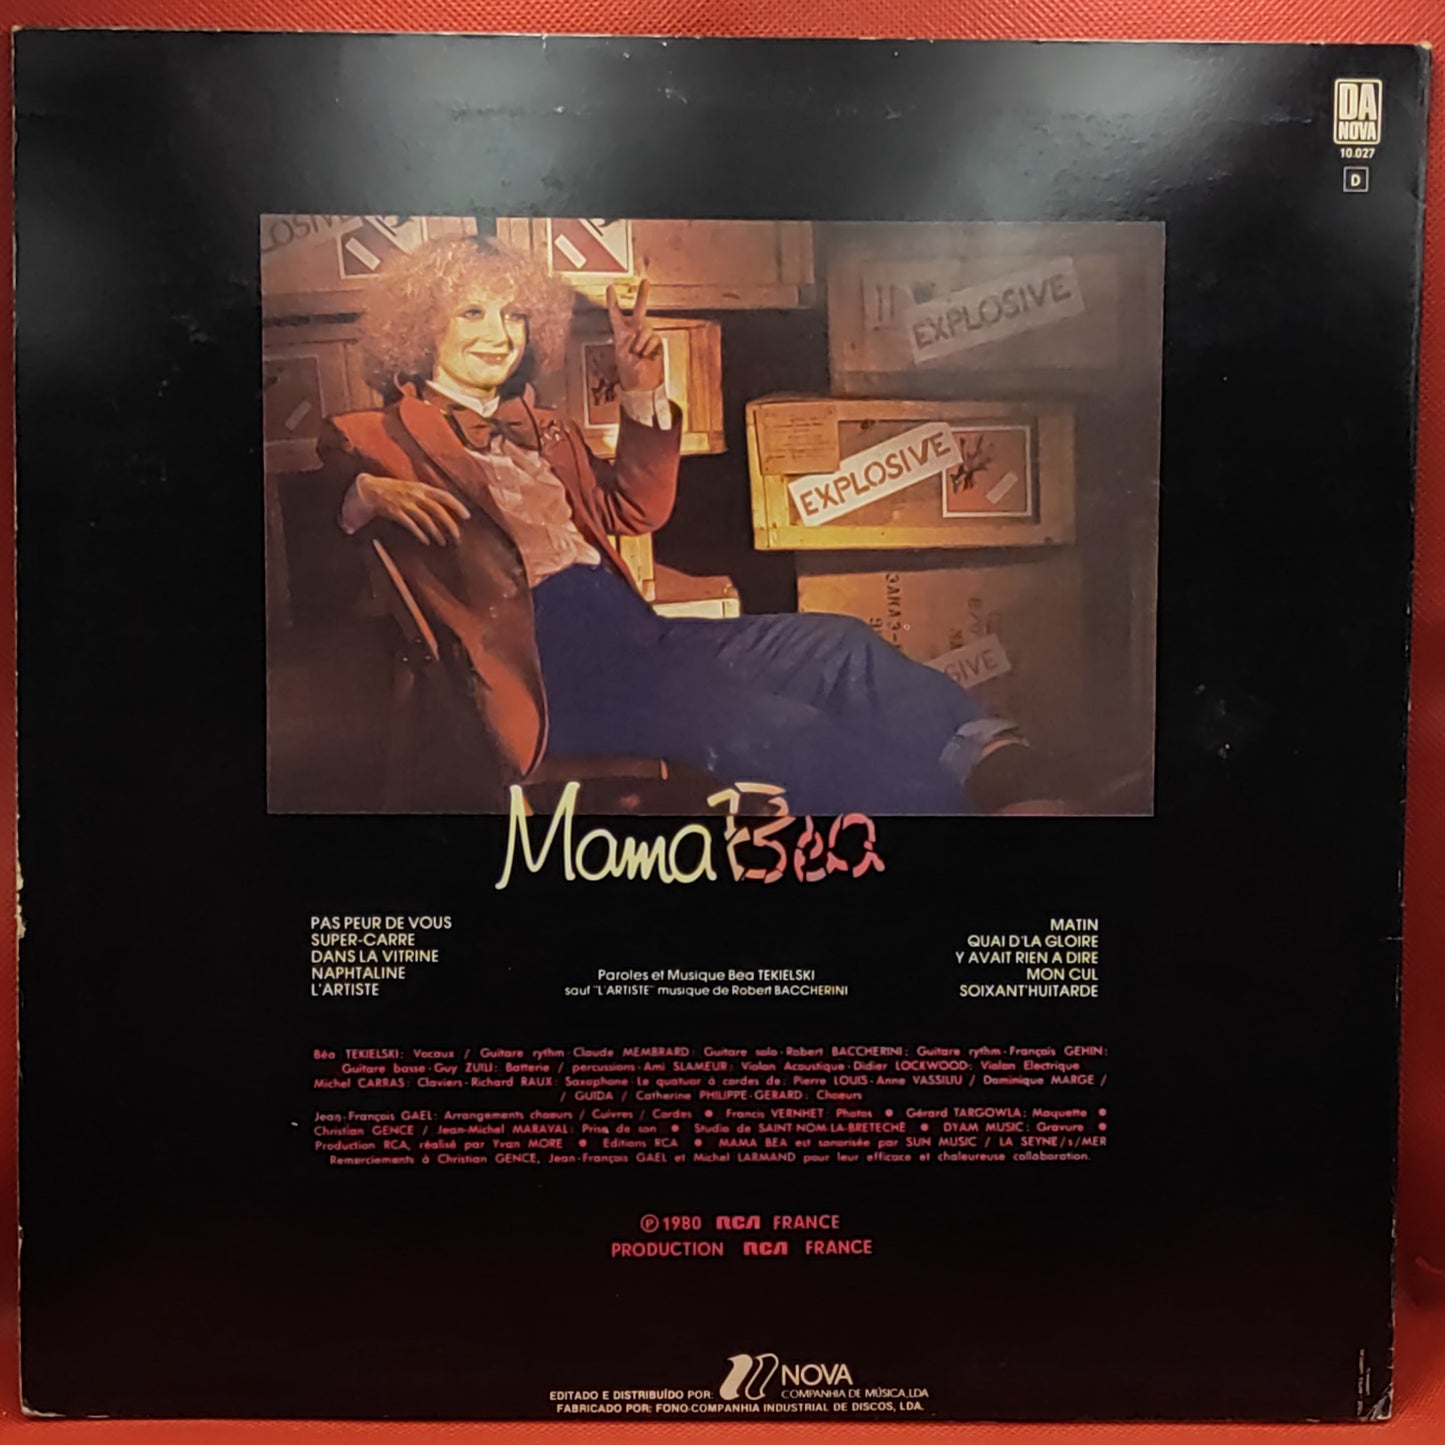 DA
NOVA
10.027
D
EXPLOSIVE
EXPLOSIVE
Mama Béa
PAS PEUR DE VOUS
SUPER-CARRE
DANS LA VITRINE
NAPHTALINE
L'ARTISTE
Paroles et Musique Béa TEKIELSKI
sauf "L'ARTISTE" musique de Robert BACCHERINI
MATIN
QUAI D'LA GLOIRE
Y AVAIT RIEN A DIRE
MON CUL
SOIXANT'HUITARDE
Béa TEKIELSKI: Vocaux / Guitare rythm - Claude MEMBRARD: Guitare solo - Robert BACCHERINI: Guitare rythm - François GEHIN:
Guitare basse - Guy ZUILI: Batterie / percussions - Ami SLAMEUR: Violon Acoustique - Didier LOCKWOOD: Violon Electrique
Michel CARRAS: Claviers - Richard RAUX: Saxophone - Le quatuor à cordes de: Pierre LOUIS - Anne VASSILIU / Dominique MARGE /
/ GUIDA / Catherine PHILIPPE-GERARD: Chœurs
Jean-François GAEL: Arrangements chœurs / Cuivres / Cordes ● Francis VERNHET: Photos ● Gérard TARGOWLA: Maquette ●
Christian GENCE / Jean-Michel MARAVAL: Prise de son ● Studio de SAINT-NOM-LA-BRETECHE ● DYAM MUSIC: Gravure ●
Production RCA, réalisé par Yvan MORE ● Editions RCA ● MAMA BEA est sonorisée par SUN MUSIC / LA SEYNE/s/MER
Remerciements à Christian GENCE, Jean-François GAEL et Michel LARMAND pour leur efficace et chaleureuse collaboration.
Ⓟ 1980 RCA FRANCE
PRODUCTION RCA FRANCE
NOVA
EDITADO E DISTRIBUÍDO POR: COMPANHIA DE MÚSICA, LDA
FABRICADO POR: FONO-COMPANHIA INDUSTRIAL DE DISCOS, LDA.